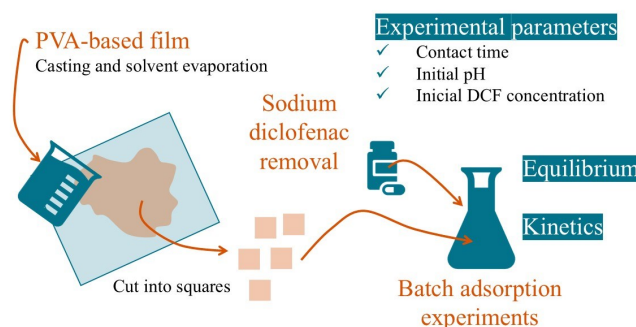 PVA-based film
Casting and solvent evaporation
Experimental parameters
✓ Contact time
✓ Initial pH
✓ Inicial DCF concentration
Sodium
diclofenac
removal
Equilibrium
Kinetics
Cut into squares
Batch adsorption
experiments